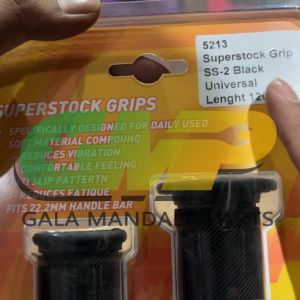 5213
Superstock Grip
SS-2 Black
Universal
Lenght
SUPERSTOCK GRIPS
- SPECIFICALLY DESIGNED FOR DAILY USED
- SOFT MATERIAL COMPOUND
- REDUCES VIBRATION
COMFORTABLE FEELING
SLIP PATTERTN
- REDUCES FATIQUE
FITS 22.2MM HANDLE BAR
GALA MANDA